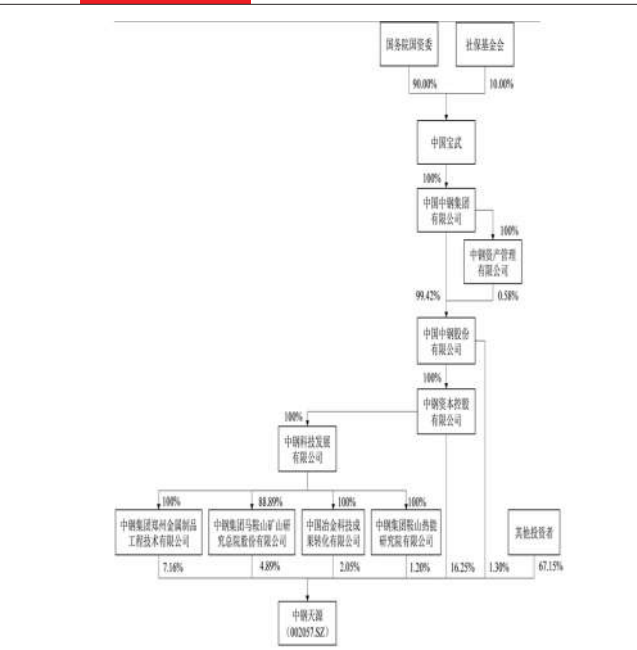 国务院国资委
社保基金会
90.00%
10.00%
中国宝武
100%
中国中钢集团
有限公司
100%
中钢资产管理
有限公司
99.42%
0.58%
中国中钢股份
有限公司
100%
中钢资本控股
有限公司
100%
中钢科技发展
有限公司
100%
88.89%
100%
100%
中钢集团郑州金属制品
工程技术有限公司
中钢集团马鞍山矿山研
究总院股份有限公司
中国冶金科技成
果转化有限公司
中钢集团鞍山热能
研究院有限公司
其他投资者
7.16%
4.89%
2.05%
1.20%
16.25%
1.30%
67.15%
中钢天源
(002057.SZ)